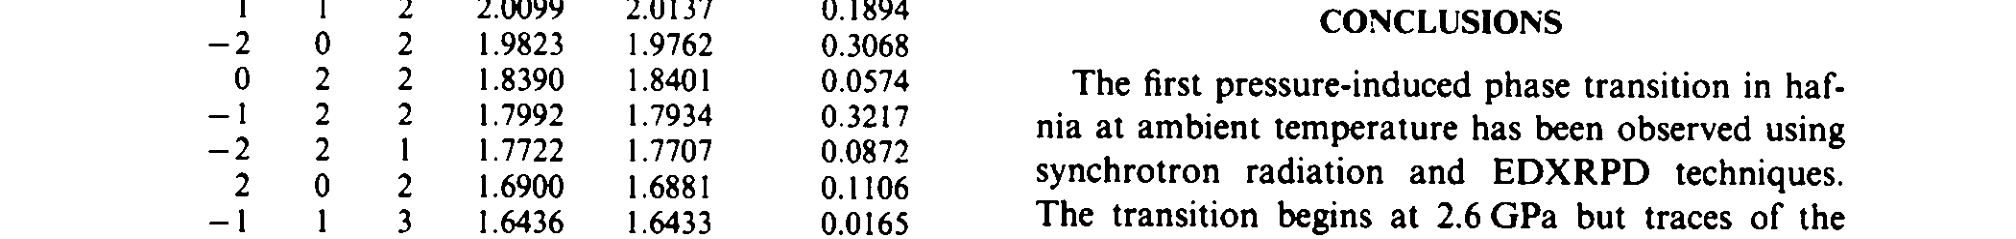 1 1 2 2.0099 2.0137 0.1894
−2 0 2 1.9823 1.9762 0.3068
0 2 2 1.8390 1.8401 0.0574
−1 2 2 1.7992 1.7934 0.3217
−2 2 1 1.7722 1.7707 0.0872
2 0 2 1.6900 1.6881 0.1106
−1 1 3 1.6436 1.6433 0.0165
CONCLUSIONS
The first pressure-induced phase transition in haf-
nia at ambient temperature has been observed using
synchrotron radiation and EDXRPD techniques.
The transition begins at 2.6 GPa but traces of the